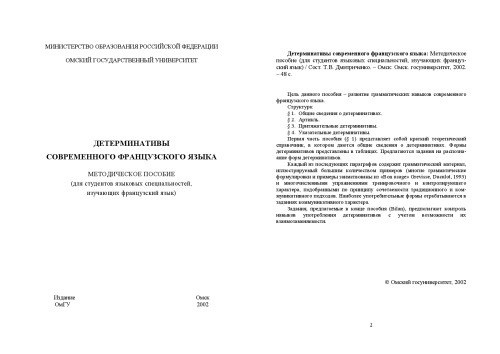 МИНИСТЕРСТВО ОБРАЗОВАНИЯ РОССИЙСКОЙ ФЕДЕРАЦИИ
ОМСКИЙ ГОСУДАРСТВЕННЫЙ УНИВЕРСИТЕТ
ДЕТЕРМИНАТИВЫ
СОВРЕМЕННОГО ФРАНЦУЗСКОГО ЯЗЫКА
МЕТОДИЧЕСКОЕ ПОСОБИЕ
(для студентов языковых специальностей,
изучающих французский язык)
Издание Омск
ОмГУ 2002
Детерминативы современного французского языка: Методическое
пособие (для студентов языковых специальностей, изучающих француз-
ский язык) / Сост. Т.В. Дмитриченко. – Омск: Омск. госуниверситет, 2002.
– 48 с.
Цель данного пособия – развитие грамматических навыков современного
французского языка.
Структура:
§ 1. Общие сведения о детерминативах.
§ 2. Артикль.
§ 3. Притяжательные детерминативы.
§ 4. Указательные детерминативы.
Первая часть пособия (§ 1) представляет собой краткий теоретический
справочник, в котором даются общие сведения о детерминативах. Формы
детерминативов представлены в таблицах. Предлагаются задания на распозна-
вание форм детерминативов.
Каждый из последующих параграфов содержит грамматический материал,
иллюстрируемый большим количеством примеров (многие грамматические
формулировки и примеры заимствованы из «Bon usage» Grevisse, Duculot, 1993)
и многочисленными упражнениями тренировочного и контролирующего
характера, подобранными по принципу сочетаемости традиционного и ком-
муникативного подходов. Наиболее употребительные формы отрабатываются в
заданиях коммуникативного характера.
Задания, предлагаемые в конце пособия (Bilan), предполагают контроль
навыков употребления детерминативов с учетом возможности их
взаимозаменяемости.
© Омский госуниверситет, 2002
2